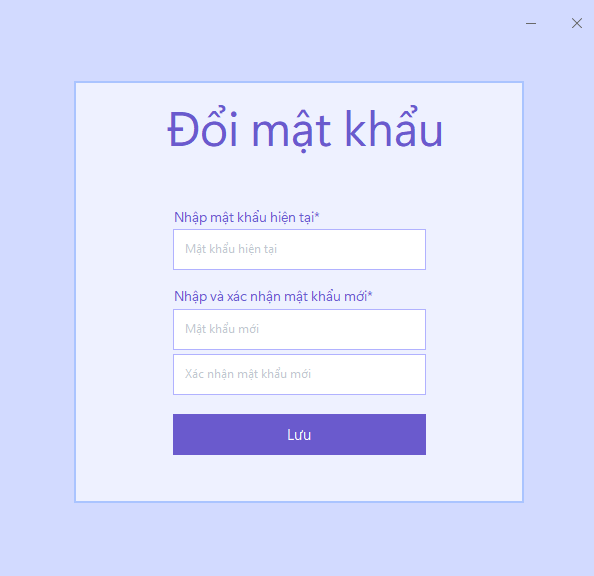 Đổi mật khẩu
Nhập mật khẩu hiện tại*
Mật khẩu hiện tại
Nhập và xác nhận mật khẩu mới*
Mật khẩu mới
Xác nhận mật khẩu mới
Lưu